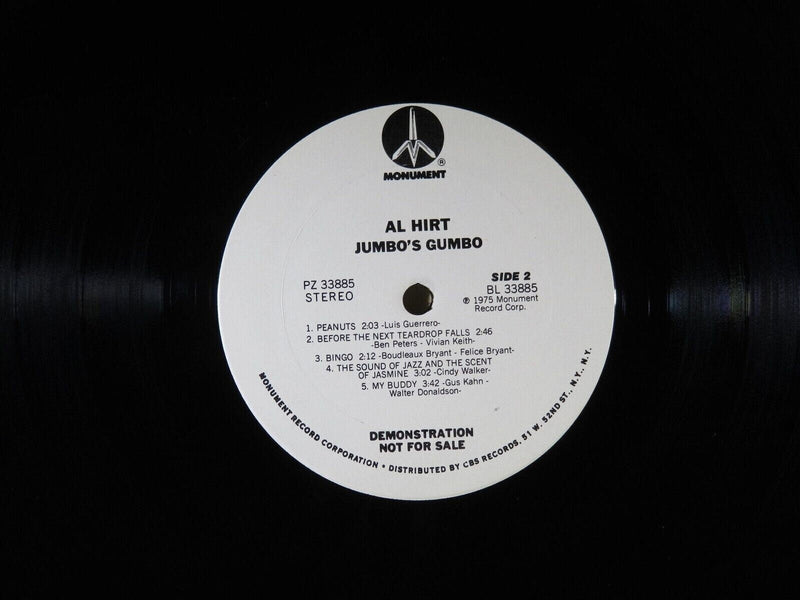 ®
MONUMENT
AL HIRT
JUMBO'S GUMBO
PZ 33885
STEREO
SIDE 2
BL 33885
℗ 1975 Monument
Record Corp.
1. PEANUTS 2:03 -Luis Guerrero-
2. BEFORE THE NEXT TEARDROP FALLS 2:46
-Ben Peters - Vivian Keith-
3. BINGO 2:12 -Boudleaux Bryant - Felice Bryant-
4. THE SOUND OF JAZZ AND THE SCENT
OF JASMINE 3:02 -Cindy Walker-
5. MY BUDDY 3:42 -Gus Kahn -
Walter Donaldson-
DEMONSTRATION
NOT FOR SALE
MONUMENT RECORD CORPORATION • DISTRIBUTED BY CBS RECORDS, 51 W. 52ND ST., N.Y., N.Y.